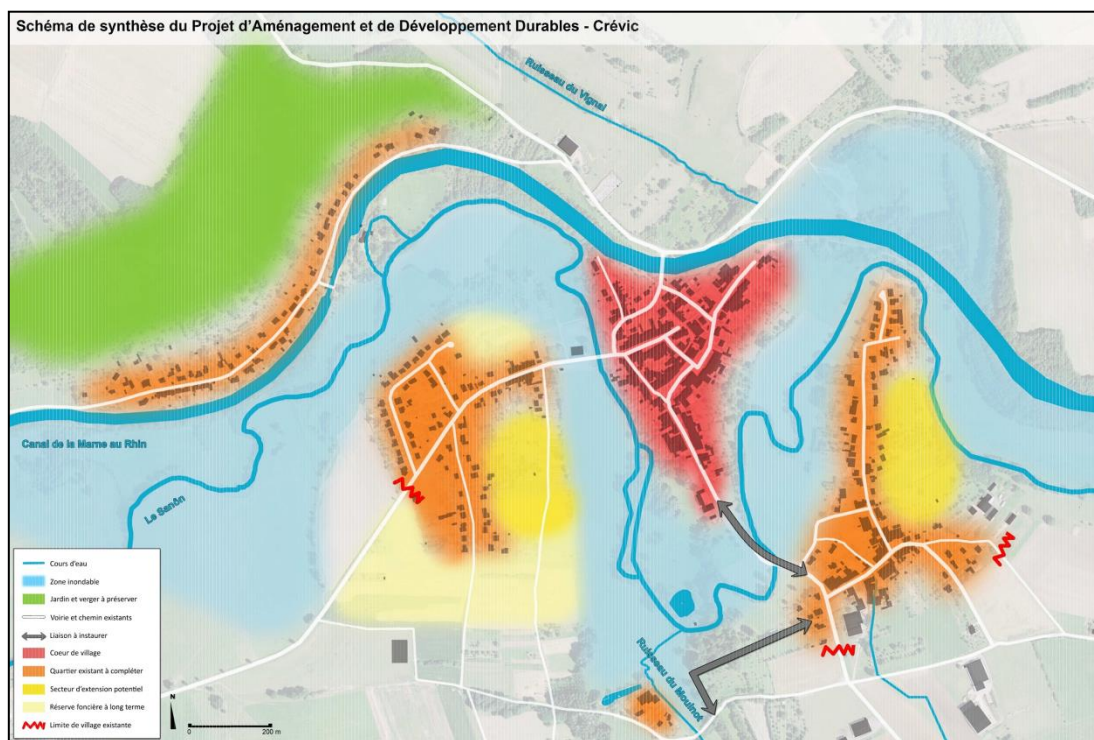 Schéma de synthèse du Projet d'Aménagement et de Développement Durables - Crévic
Ruisseau du Vignal
Canal de la Marne au Rhin
Le Sanôn
Ruisseau du Moulnot
Cours d'eau
Zone inondable
Jardin et verger à préserver
Voirie et chemin existants
Liaison à instaurer
Coeur de village
Quartier existant à compléter
Secteur d'extension potentiel
Réserve foncière à long terme
Limite de village existante
N
0 200 m